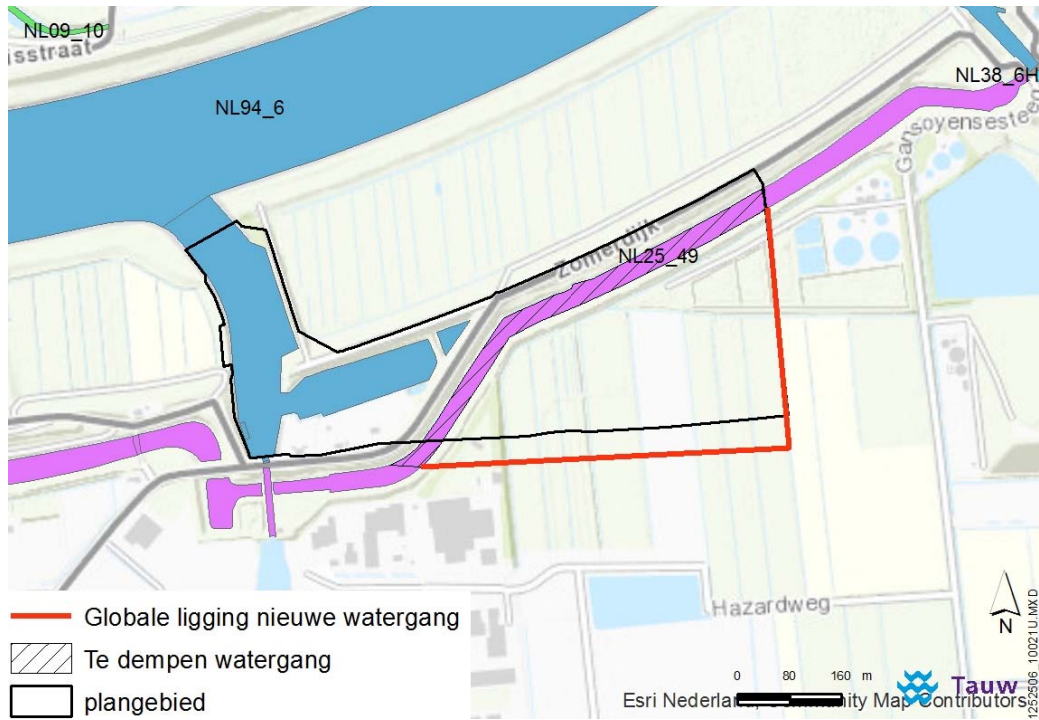 NL09_10
isstraat
NL94_6
NL38_6H
Gansoyensesteeg
Zomerdijk
NL25_49
Hazardweg
Globale ligging nieuwe watergang
Te dempen watergang
plangebied
0 80 160 m
N
Tauw
Esri Nederland, Community Map Contributors
1252506_10021U.MXD